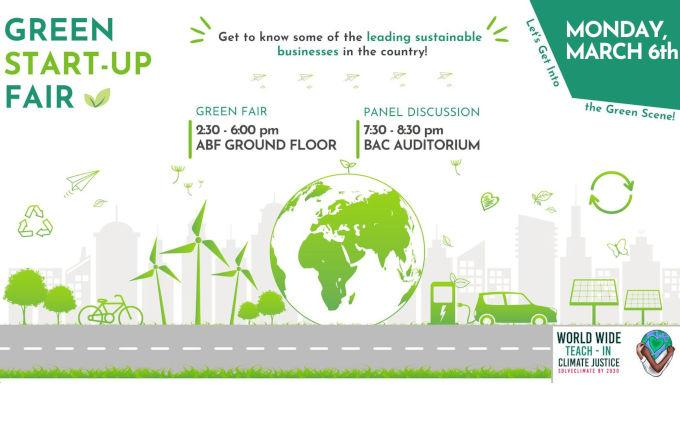 GREEN
START-UP
FAIR
Get to know some of the leading sustainable
businesses in the country!
GREEN FAIR
2:30 - 6:00 pm
ABF GROUND FLOOR
PANEL DISCUSSION
7:30 - 8:30 pm
BAC AUDITORIUM
MONDAY,
MARCH 6th
Let's Get Into
the Green Scene!
WORLD WIDE
TEACH - IN
CLIMATE JUSTICE
SOLVECLIMATE BY 2030